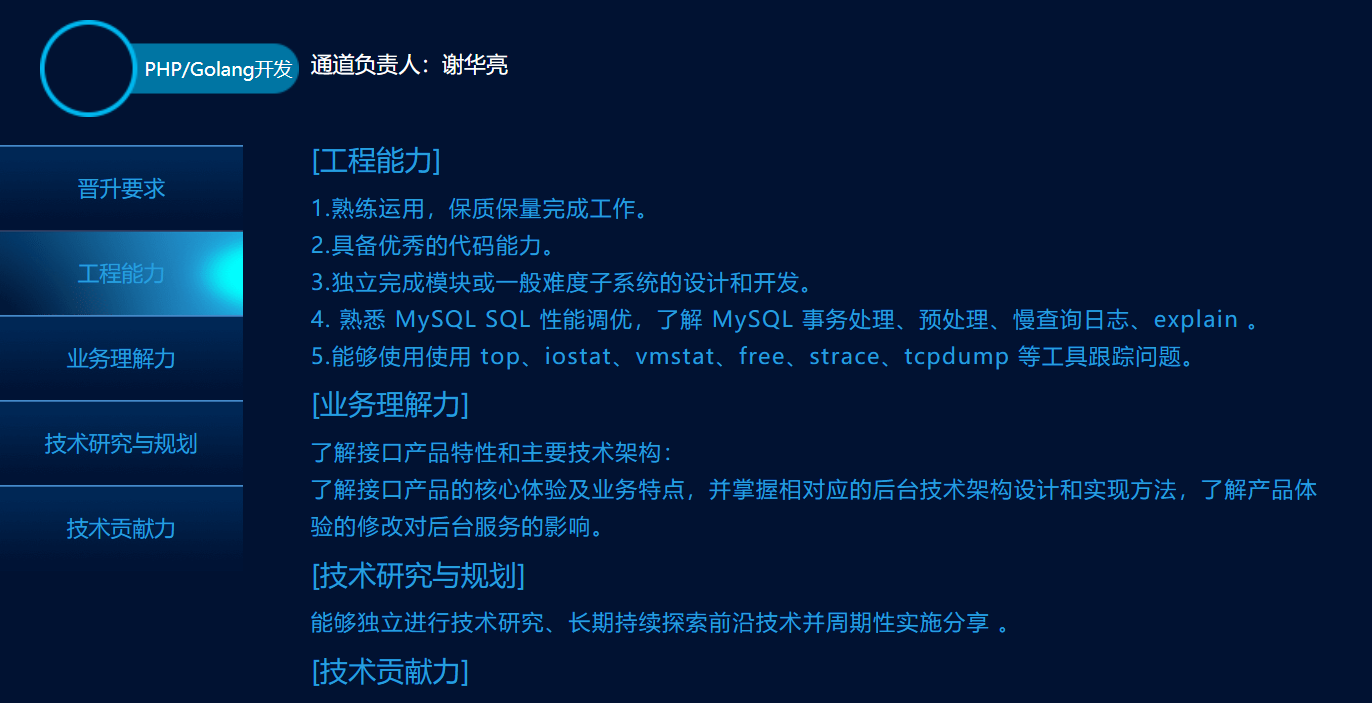 PHP/Golang开发 通道负责人：谢华亮
晋升要求
工程能力
业务理解力
技术研究与规划
技术贡献力
[工程能力]
1.熟练运用，保质保量完成工作。
2.具备优秀的代码能力。
3.独立完成模块或一般难度子系统的设计和开发。
4. 熟悉 MySQL SQL 性能调优，了解 MySQL 事务处理、预处理、慢查询日志、explain 。
5.能够使用使用 top、iostat、vmstat、free、strace、tcpdump 等工具跟踪问题。
[业务理解力]
了解接口产品特性和主要技术架构：
了解接口产品的核心体验及业务特点，并掌握相对应的后台技术架构设计和实现方法，了解产品体
验的修改对后台服务的影响。
[技术研究与规划]
能够独立进行技术研究、长期持续探索前沿技术并周期性实施分享 。
[技术贡献力]